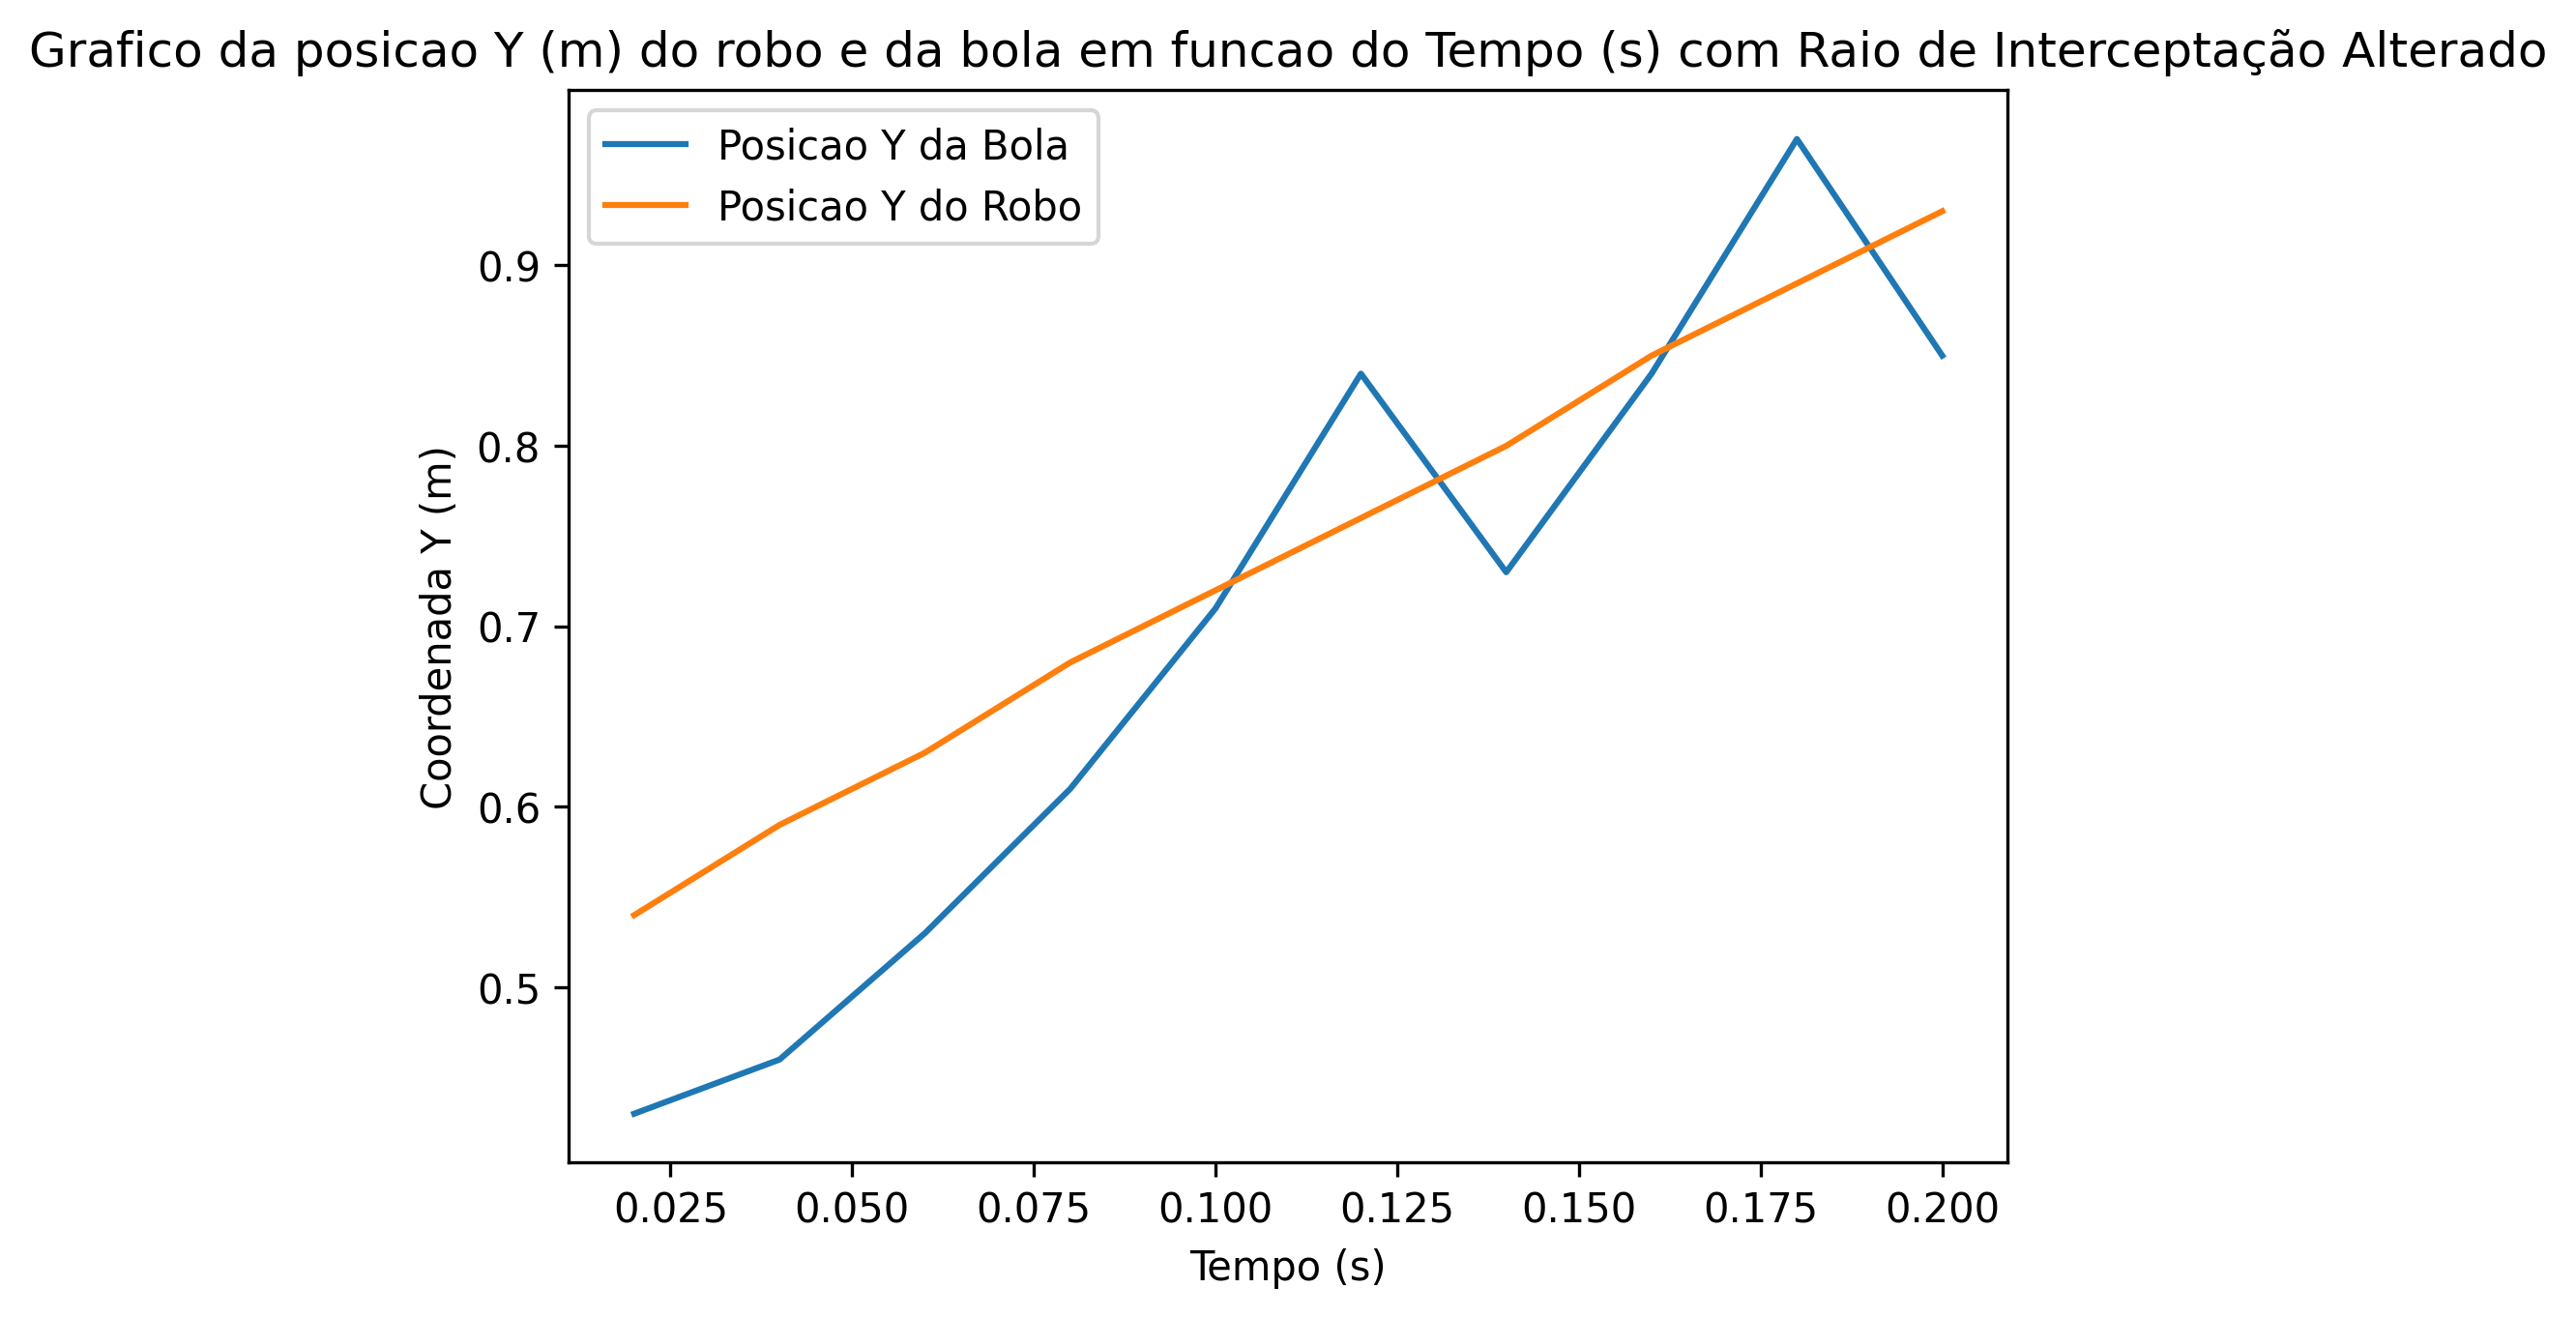 Grafico da posicao Y (m) do robo e da bola em funcao do Tempo (s) com Raio de Interceptação Alterado
Posicao Y da Bola
Posicao Y do Robo
0.9
0.8
0.7
0.6
0.5
Coordenada Y (m)
0.025 0.050 0.075 0.100 0.125 0.150 0.175 0.200
Tempo (s)